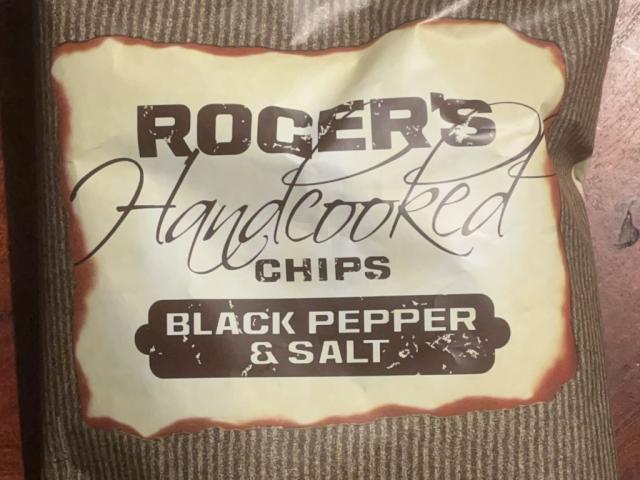 ROGER'S
Handcooked
CHIPS
BLACK PEPPER
& SALT